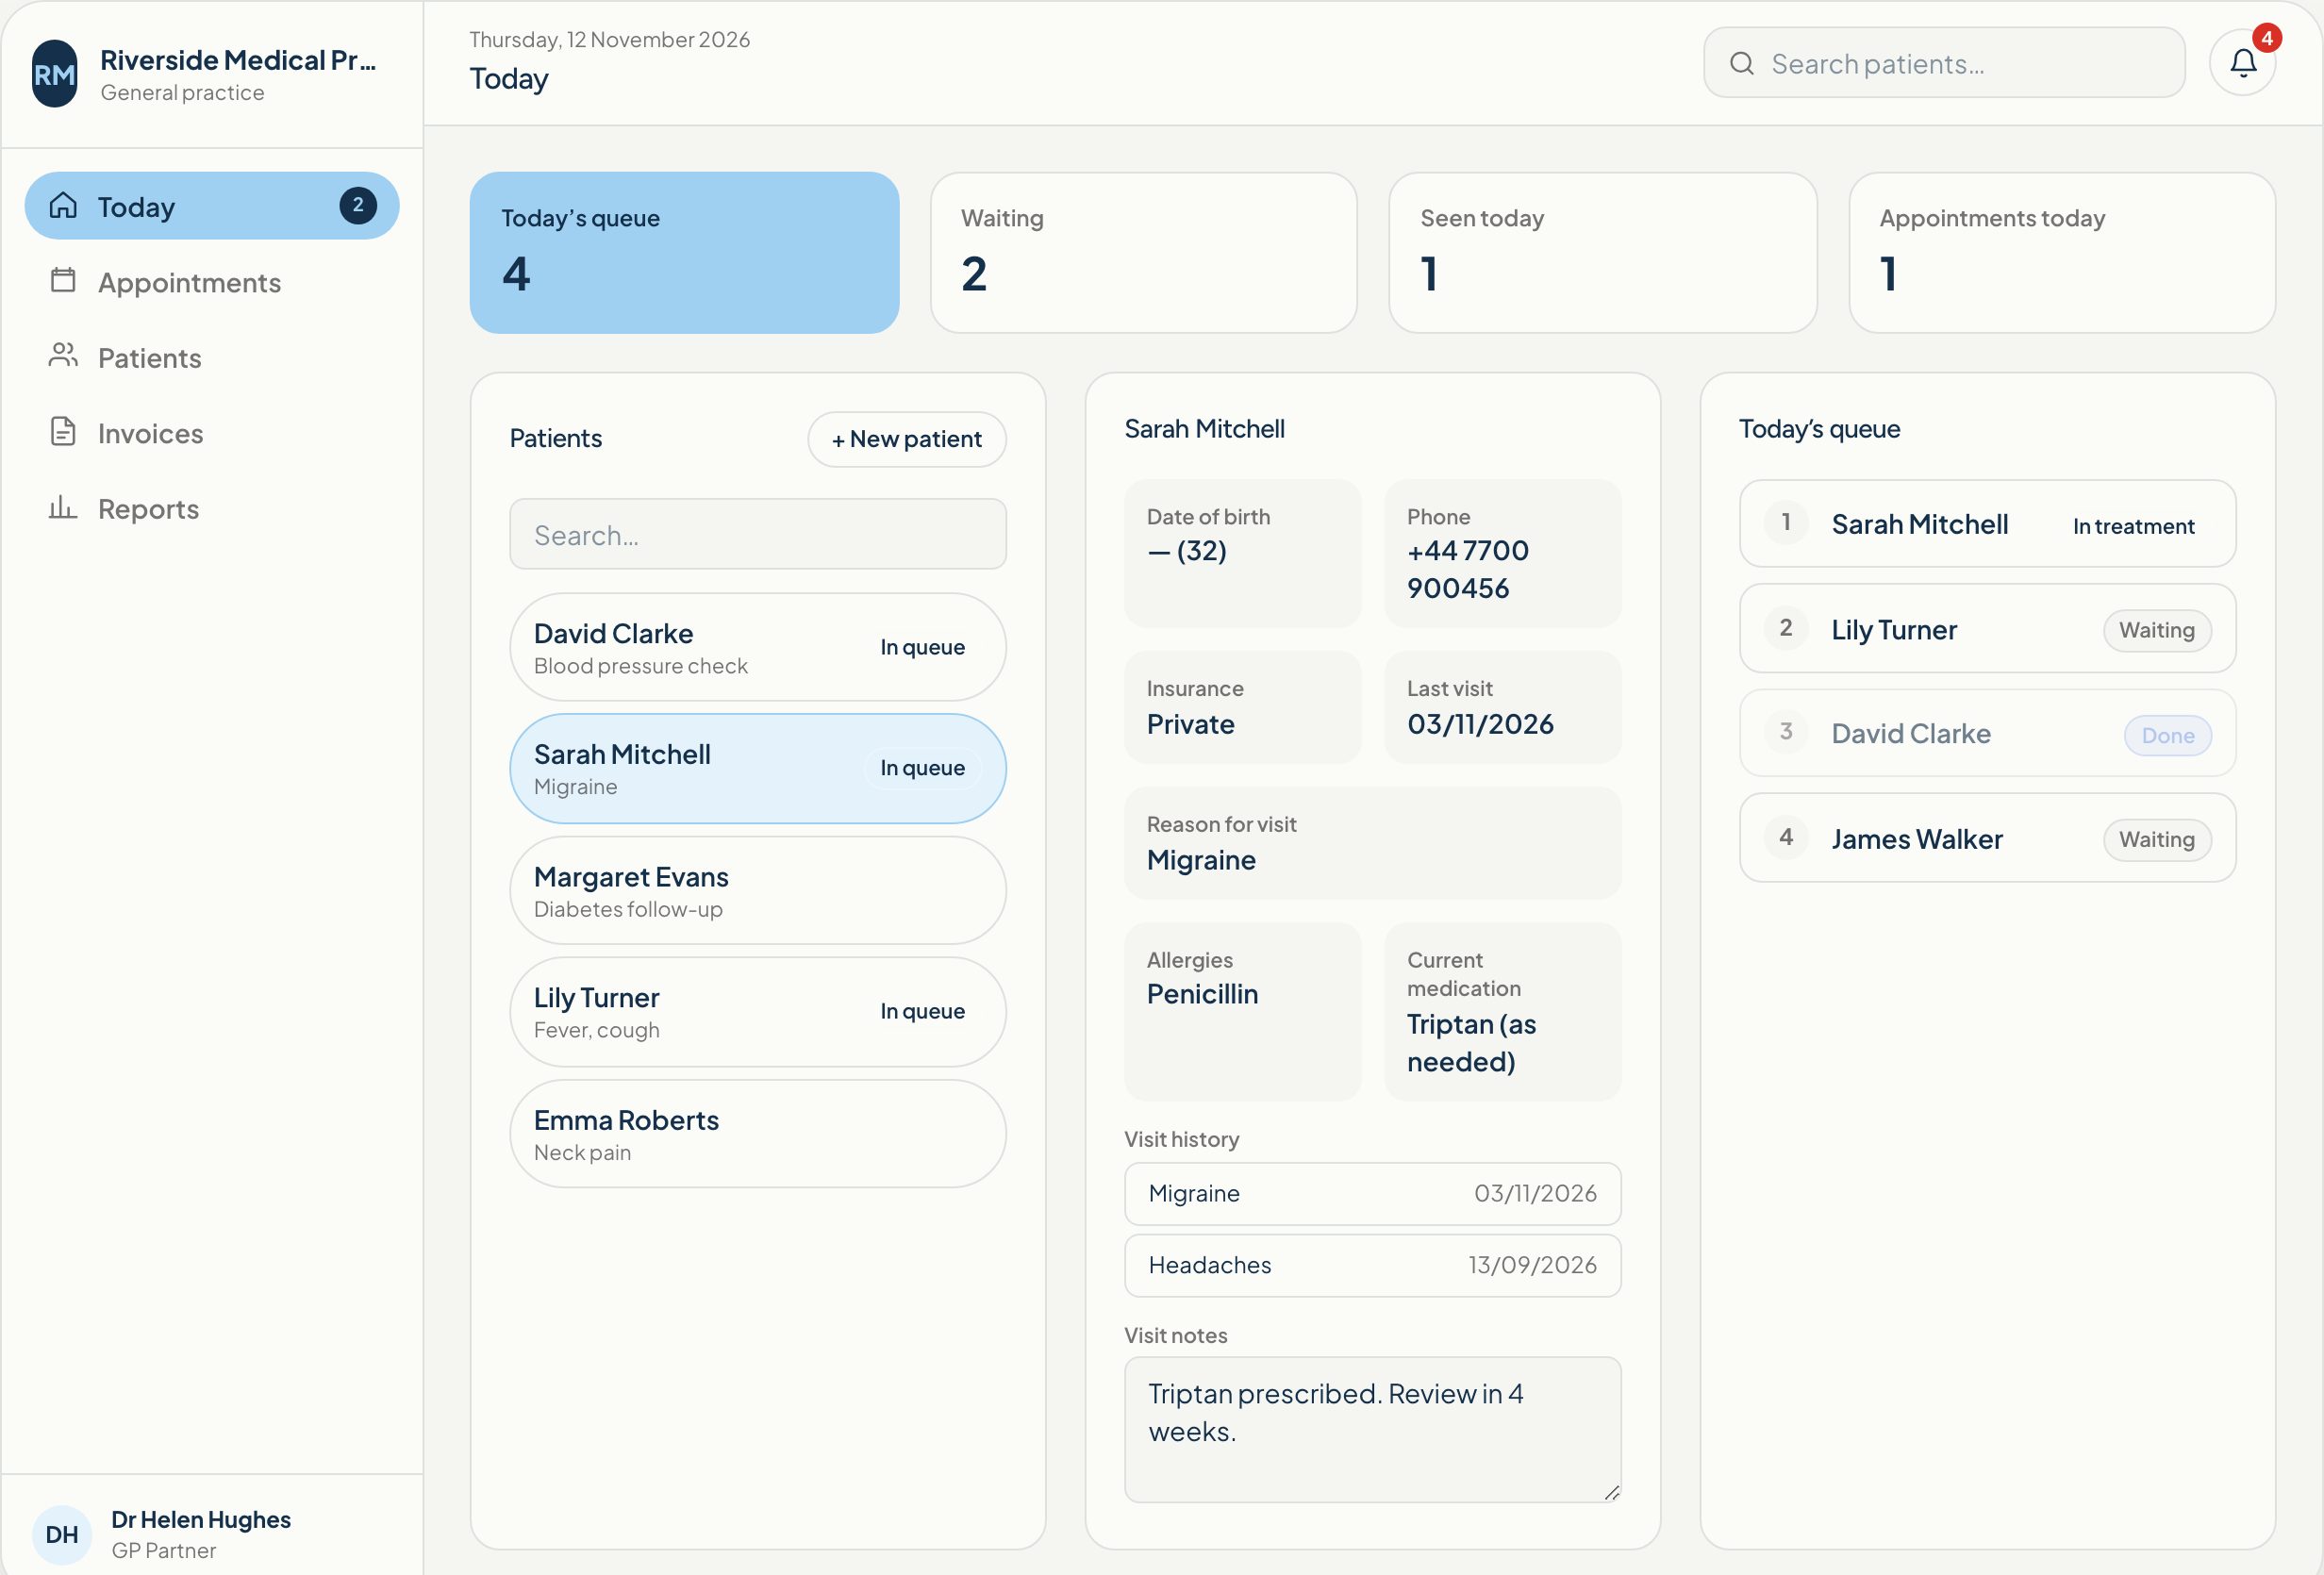 RM
Riverside Medical Pr...
General practice
Today
2
Appointments
Patients
Invoices
Reports
DH
Dr Helen Hughes
GP Partner
Thursday, 12 November 2026
Today
Search patients...
4
Today’s queue
4
Waiting
2
Seen today
1
Appointments today
1
Patients
+ New patient
Search...
David Clarke
Blood pressure check
In queue
Sarah Mitchell
Migraine
In queue
Margaret Evans
Diabetes follow-up
Lily Turner
Fever, cough
In queue
Emma Roberts
Neck pain
Sarah Mitchell
Date of birth
— (32)
Phone
+44 7700
900456
Insurance
Private
Last visit
03/11/2026
Reason for visit
Migraine
Allergies
Penicillin
Current
medication
Triptan (as
needed)
Visit history
Migraine 03/11/2026
Headaches 13/09/2026
Visit notes
Triptan prescribed. Review in 4
weeks.
Today’s queue
1 Sarah Mitchell In treatment
2 Lily Turner Waiting
3 David Clarke Done
4 James Walker Waiting